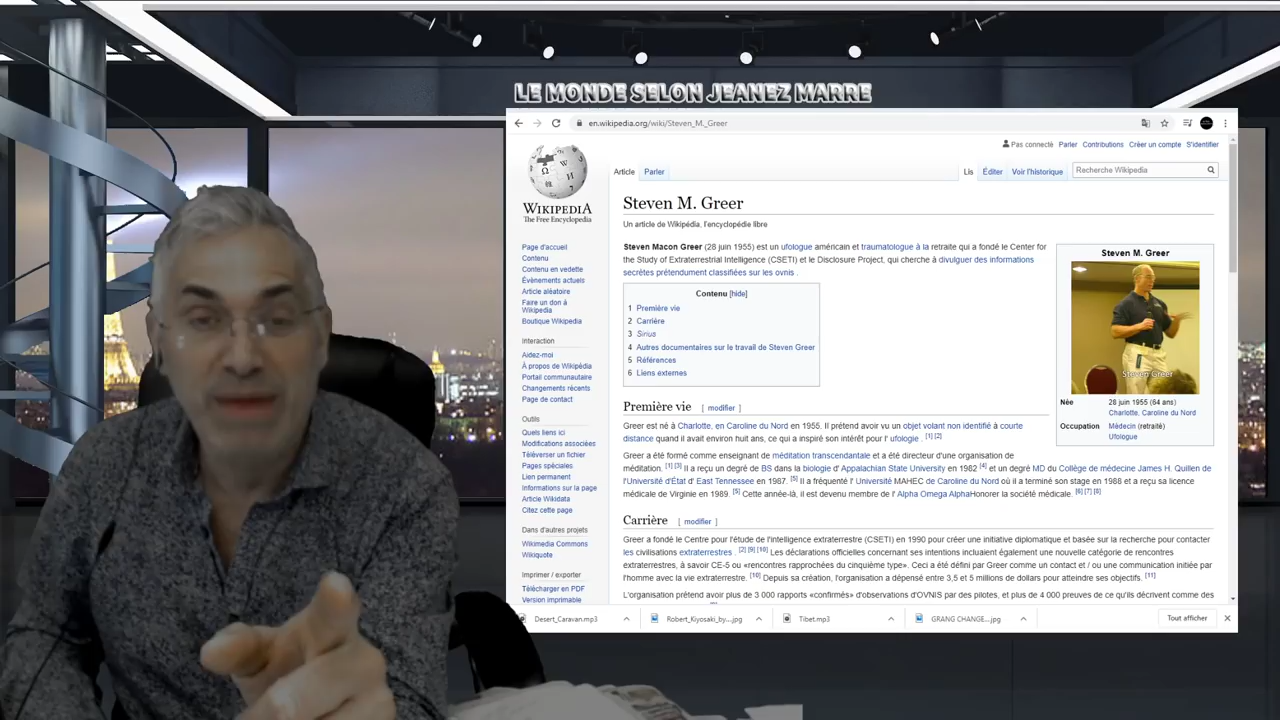 LE MONDE SELON JEANEZ MARRE
en.wikipedia.org/wiki/Steven_M._Greer
Pas connecté Parler Contributions Créer un compte S'identifier
Article Parler Lis Éditer Voir l'historique Recherche Wikipedia
WIKIPEDIA
The Free Encyclopedia
Page d'accueil
Contenu
Contenu en vedette
Événements actuels
Article aléatoire
Faire un don à
Wikipedia
Boutique Wikipedia
Interaction
Aidez-moi
À propos de Wikipédia
Portail communautaire
Changements récents
Page de contact
Outils
Quels liens ici
Modifications associées
Téléverser un fichier
Pages spéciales
Lien permanent
Informations sur la page
Article Wikidata
Citez cette page
Dans d'autres projets
Wikimedia Commons
Wikiquote
Imprimer / exporter
Télécharger en PDF
Version imprimable
Steven M. Greer
Un article de Wikipédia, l'encyclopédie libre
Steven Macon Greer (28 juin 1955) est un ufologue américain et traumatologue à la retraite qui a fondé le Center for
the Study of Extraterrestrial Intelligence (CSETI) et le Disclosure Project, qui cherche à divulguer des informations
secrètes prétendument classifiées sur les ovnis .
Contenu [hide]
1 Première vie
2 Carrière
3 Sirius
4 Autres documentaires sur le travail de Steven Greer
5 Références
6 Liens externes
Steven M. Greer
Steven Greer
Née 28 juin 1955 (64 ans)
Charlotte, Caroline du Nord
Occupation Médecin (retraité)
Ufologue
Première vie [ modifier ]
Greer est né à Charlotte, en Caroline du Nord en 1955. Il prétend avoir vu un objet volant non identifié à courte
distance quand il avait environ huit ans, ce qui a inspiré son intérêt pour l' ufologie . [1] [2]
Greer a été formé comme enseignant de méditation transcendantale et a été directeur d'une organisation de
méditation. [1] [3] Il a reçu un degré de BS dans la biologie d' Appalachian State University en 1982 [4] et un degré MD du Collège de médecine James H. Quillen de
l'Université d'État d' East Tennessee en 1987. [5] Il a fréquenté l' Université MAHEC de Caroline du Nord où il a terminé son stage en 1988 et a reçu sa licence
médicale de Virginie en 1989. [5] Cette année-là, il est devenu membre de l' Alpha Omega AlphaHonorer la société médicale. [6] [7] [8]
Carrière [ modifier ]
Greer a fondé le Centre pour l'étude de l'intelligence extraterrestre (CSETI) en 1990 pour créer une initiative diplomatique et basée sur la recherche pour contacter
les civilisations extraterrestres . [2] [9] [10] Les déclarations officielles concernant ses intentions incluaient également une nouvelle catégorie de rencontres
extraterrestres, à savoir CE-5 ou «rencontres rapprochées du cinquième type». Ceci a été défini par Greer comme un contact et / ou une communication initiée par
l'homme avec la vie extraterrestre. [10] Depuis sa création, l'organisation a dépensé entre 3,5 et 5 millions de dollars pour atteindre ses objectifs. [11]
L'organisation prétend avoir plus de 3 000 rapports «confirmés» d'observations d'OVNIS par des pilotes, et plus de 4 000 preuves de ce qu'ils décrivent comme des
Desert_Caravan.mp3 Robert_Kiyosaki_by....jpg Tibet.mp3 GRANG CHANGE....jpg Tout afficher